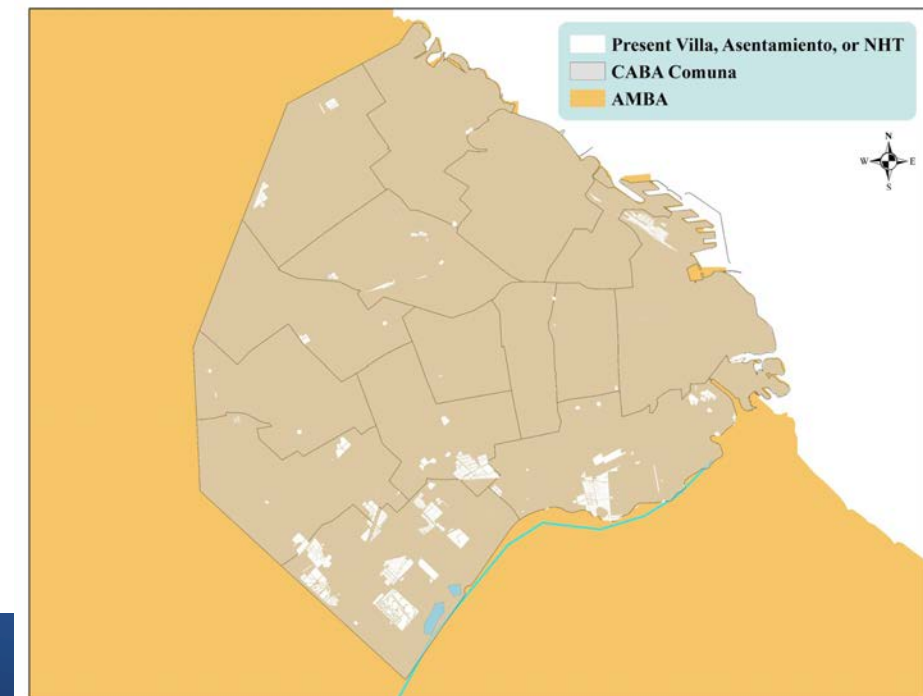 Present Villa, Asentamiento, or NHT
CABA Comuna
AMBA
N
W E
S